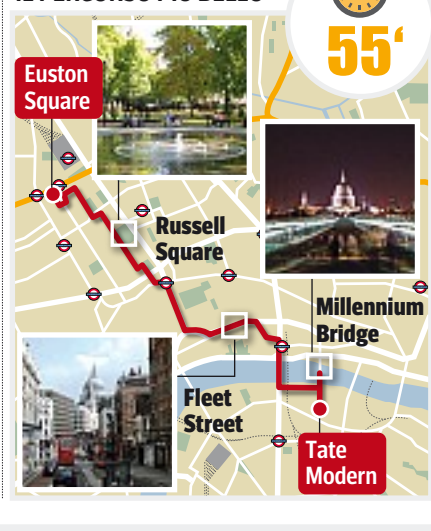 55‘
Euston
Square
Russell
Square
Millennium
Bridge
Fleet
Street
Tate
Modern